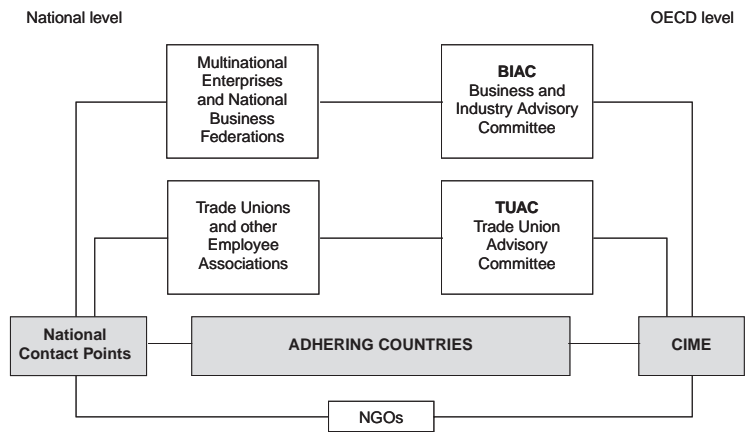 National level
OECD level
Multinational
Enterprises
and National
Business
Federations
BIAC
Business and
Industry Advisory
Committee
Trade Unions
and other
Employee
Associations
TUAC
Trade Union
Advisory
Committee
National
Contact Points
ADHERING COUNTRIES
CIME
NGOs